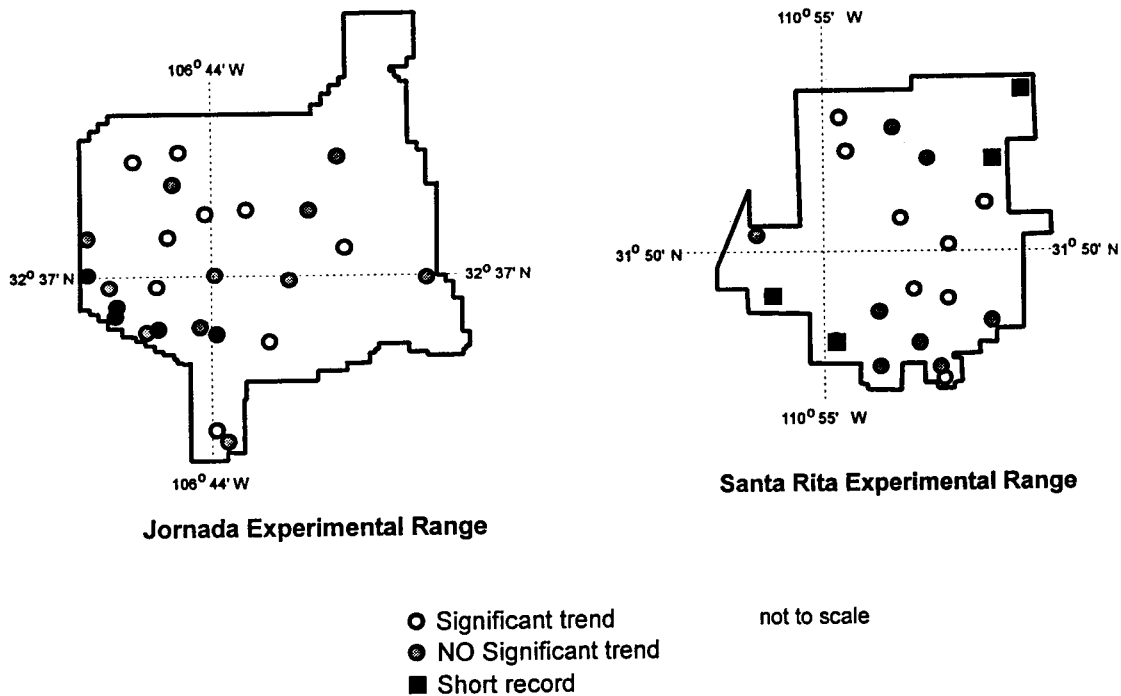 110° 55' W
106° 44' W
31° 50' N
31° 50' N
32° 37' N
32° 37' N
110° 55' W
106° 44' W
Santa Rita Experimental Range
Jornada Experimental Range
Significant trend
not to scale
NO Significant trend
Short record